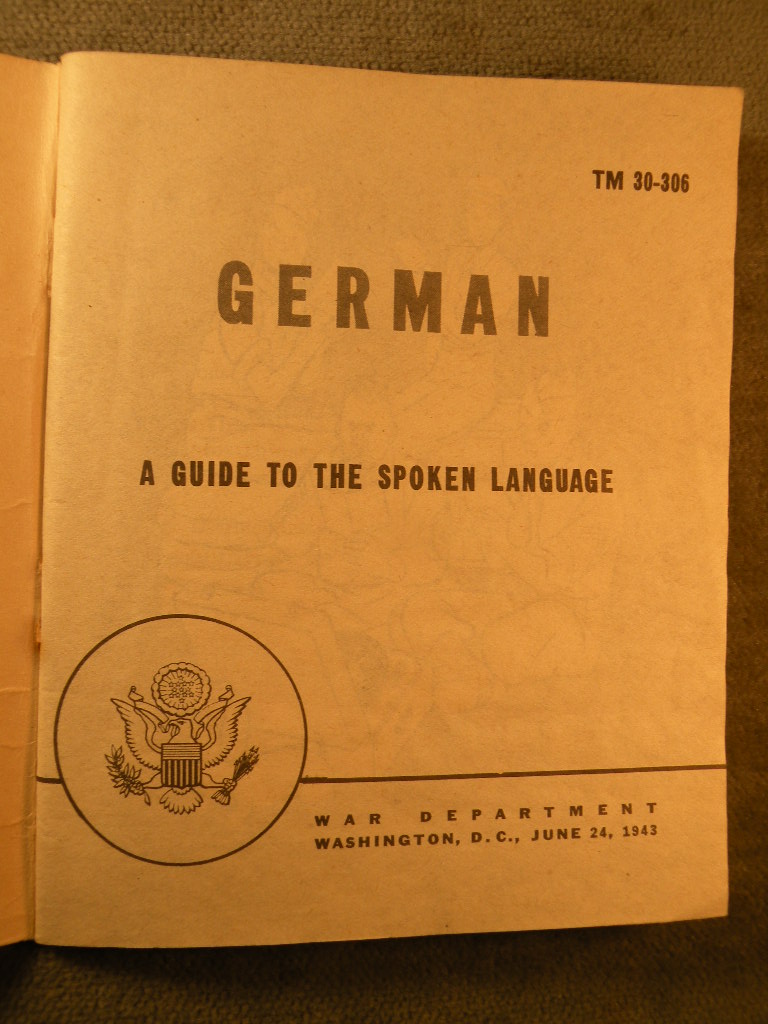 TM 30-306
GERMAN
A GUIDE TO THE SPOKEN LANGUAGE
WAR DEPARTMENT
WASHINGTON, D.C., JUNE 24, 1943